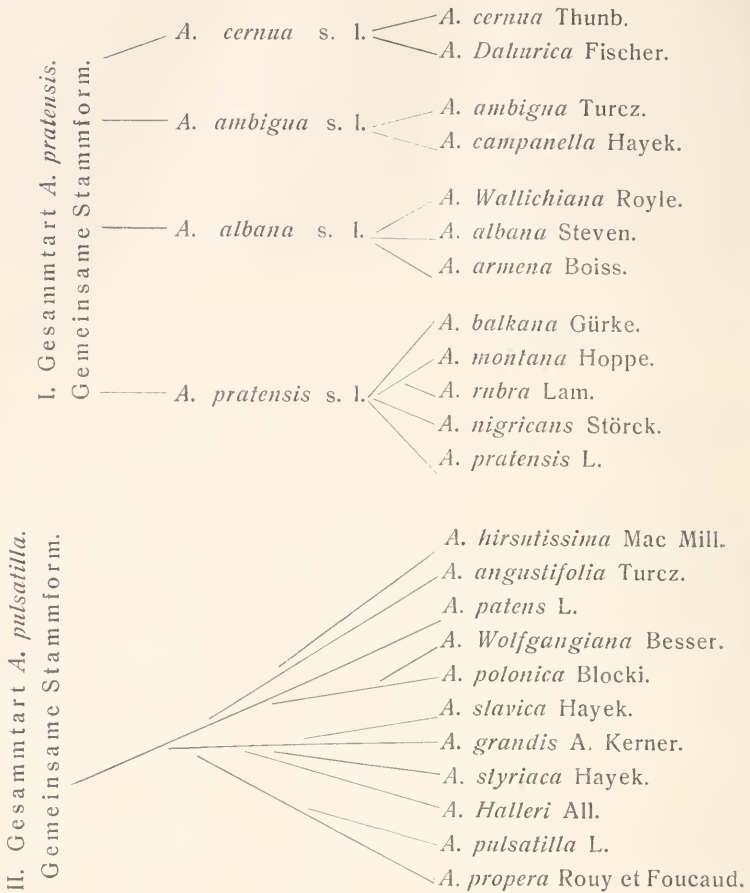 I. Gesammtart A. pratensis.
Gemeinsame Stammform.
A. cernua s. l.
A. cernua Thunb.
A. Dahurica Fischer.
A. ambigua s. l.
A. ambigua Turcz.
A. campanella Hayek.
A. albana s. l.
A. Wallichiana Royle.
A. albana Steven.
A. armena Boiss.
A. pratensis s. l.
A. balkana Gürke.
A. montana Hoppe.
A. rubra Lam.
A. nigricans Störck.
A. pratensis L.
II. Gesammtart A. pulsatilla.
Gemeinsame Stammform.
A. hirsutissima Mac Mill.
A. angustifolia Turcz.
A. patens L.
A. Wolfgangiana Besser.
A. polonica Blocki.
A. slavica Hayek.
A. grandis A. Kerner.
A. styriaca Hayek.
A. Halleri All.
A. pulsatilla L.
A. propera Rouy et Foucaud.